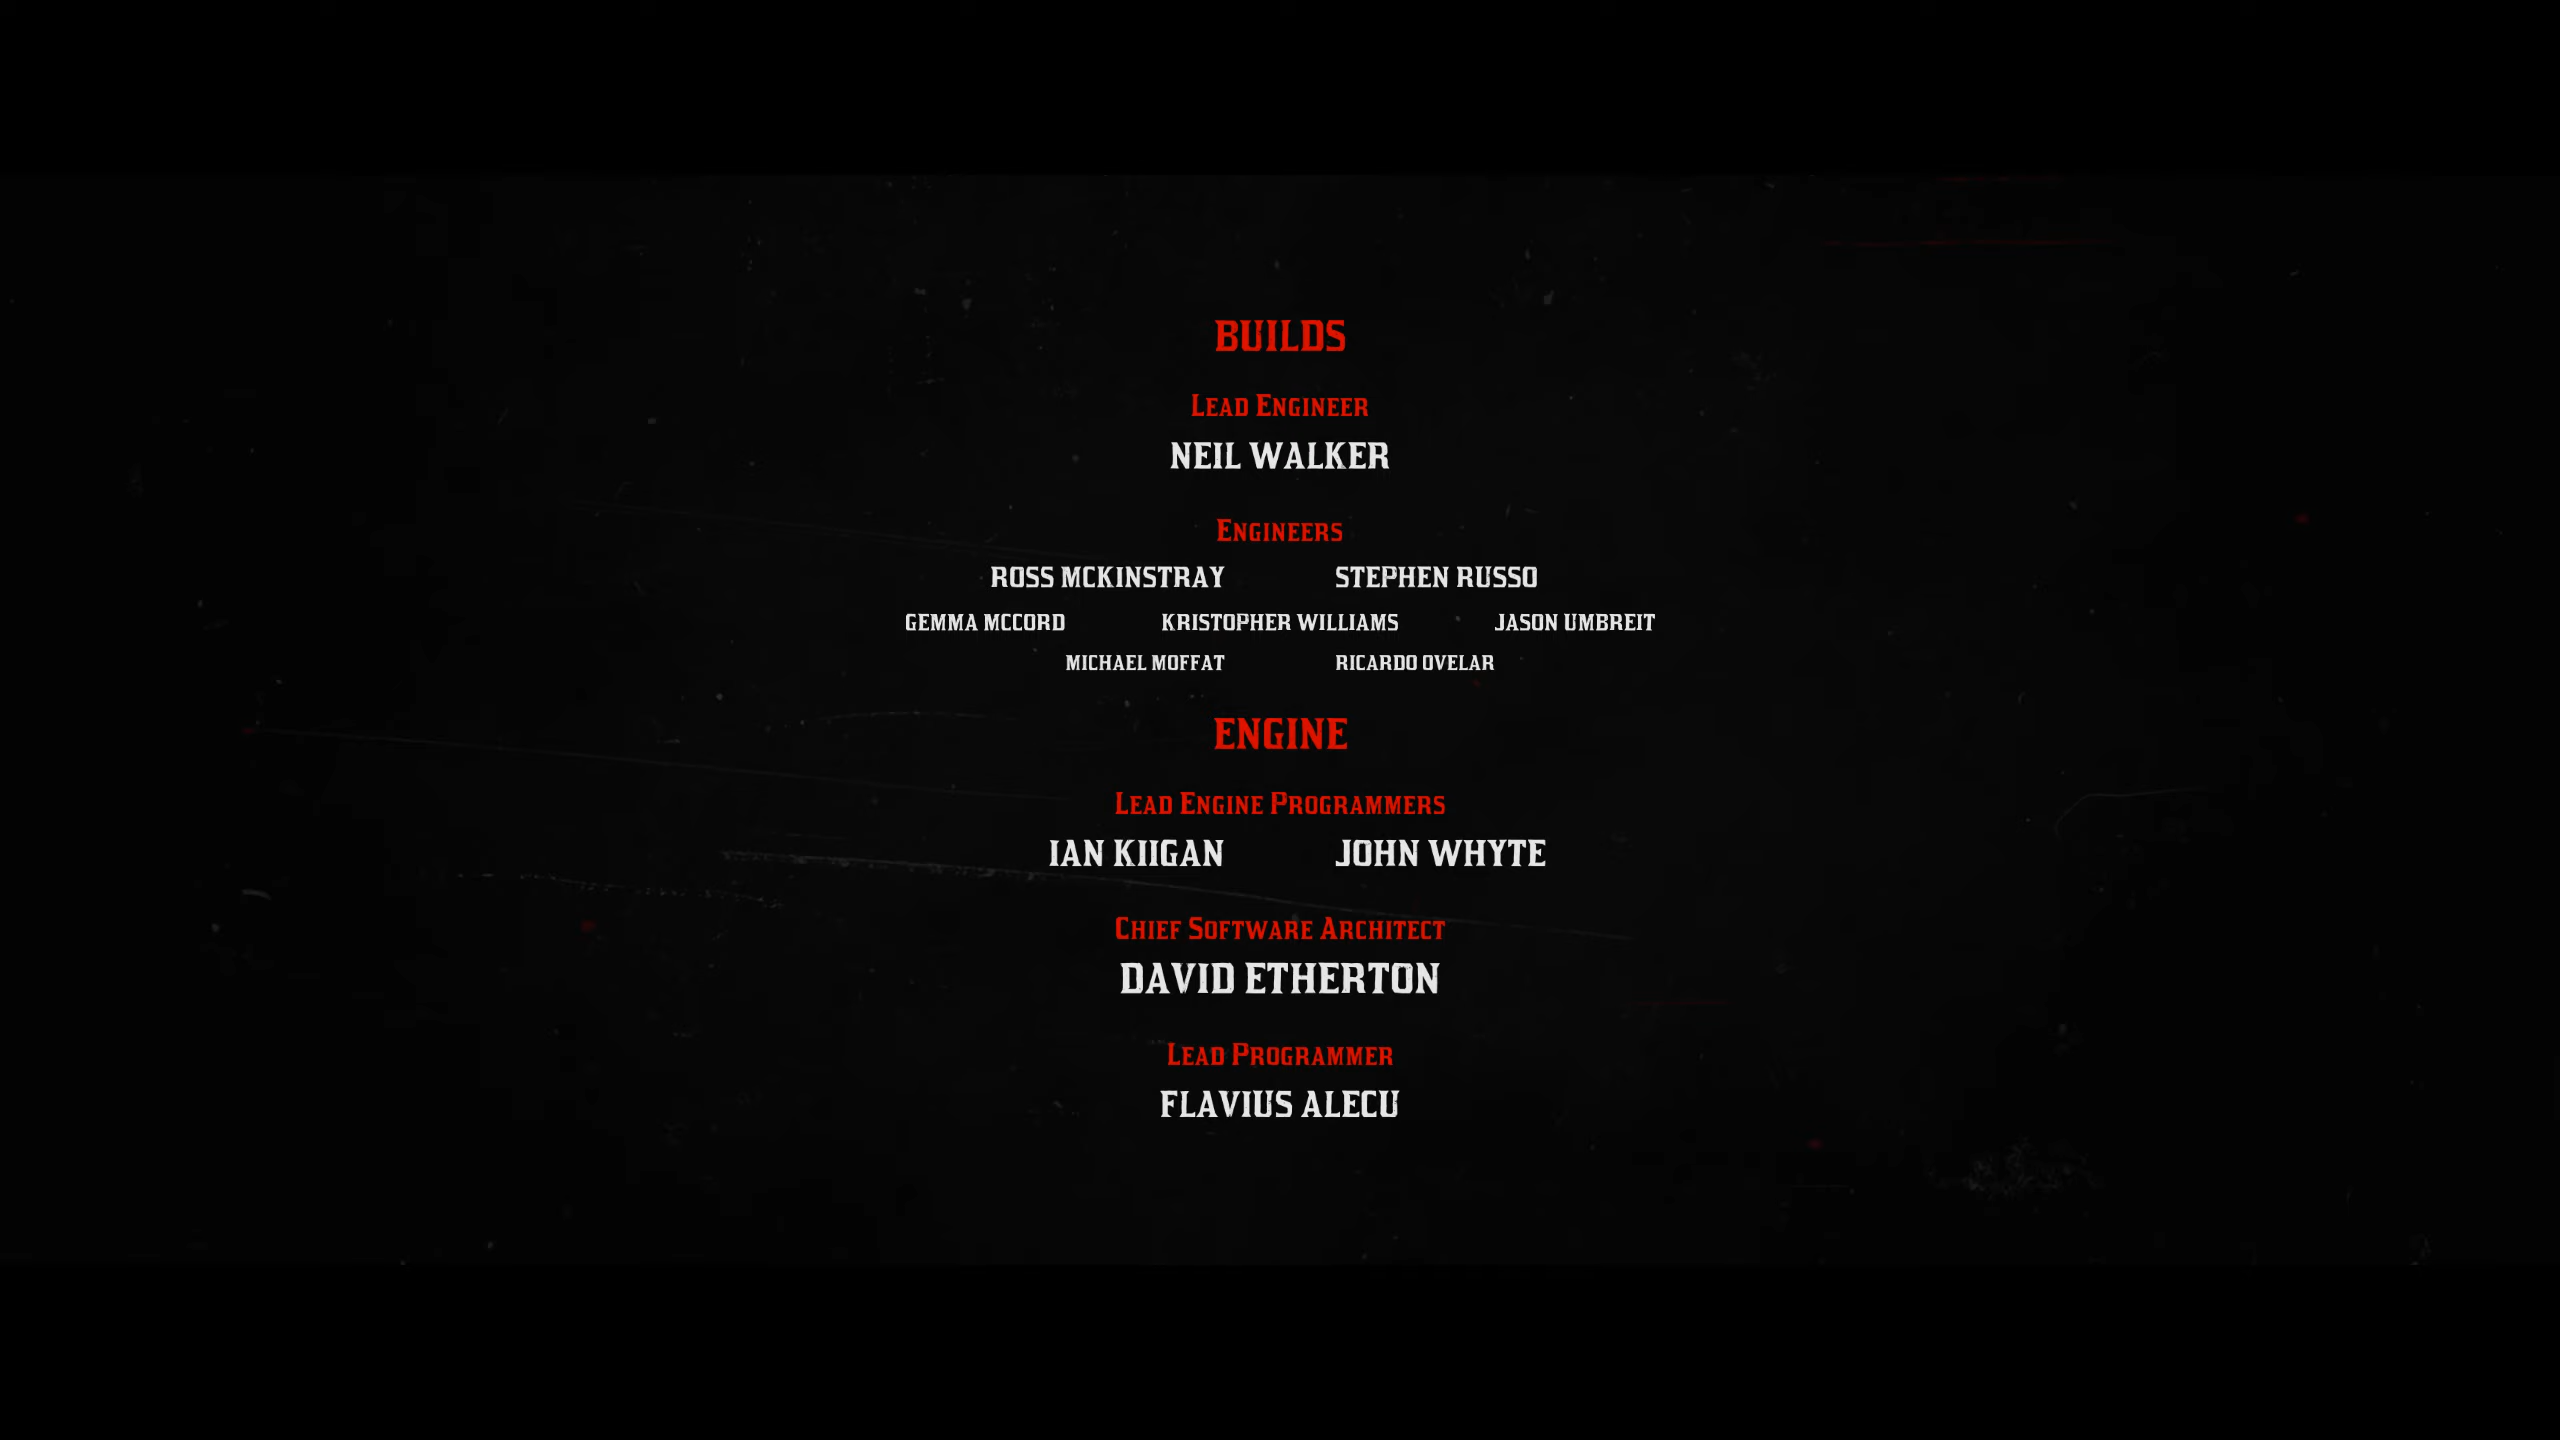 BUILDS
Lead Engineer
NEIL WALKER
Engineers
ROSS MCKINSTRAY STEPHEN RUSSO
GEMMA MCCORD KRISTOPHER WILLIAMS JASON UMBREIT
MICHAEL MOFFAT RICARDO OVELAR
ENGINE
Lead Engine Programmers
IAN KIIGAN JOHN WHYTE
Chief Software Architect
DAVID ETHERTON
Lead Programmer
FLAVIUS ALECU